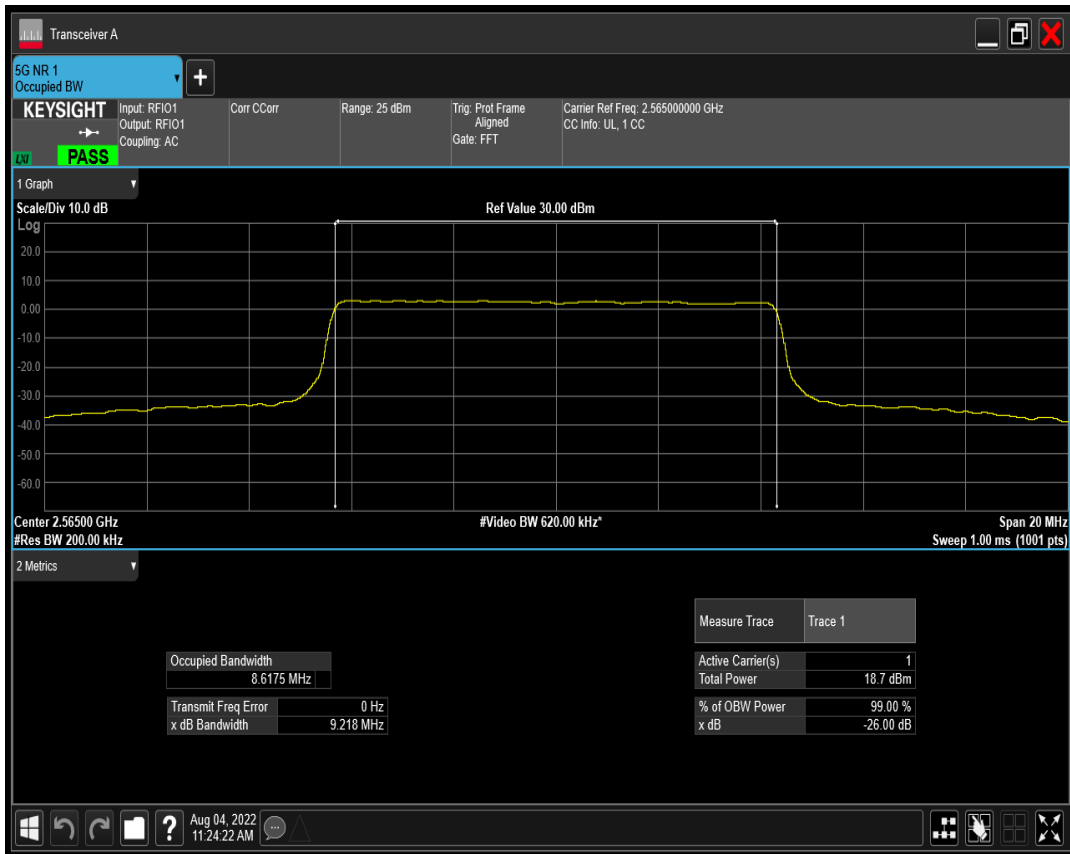 Transceiver A
5G NR 1
Occupied BW
+
KEYSIGHT
LXI
PASS
Input: RFIO1
Output: RFIO1
Coupling: AC
Corr CCorr
Range: 25 dBm
Trig: Prot Frame
Aligned
Gate: FFT
Carrier Ref Freq: 2.565000000 GHz
CC Info: UL, 1 CC
1 Graph
Scale/Div 10.0 dB
Ref Value 30.00 dBm
Log
20.0
10.0
0.00
-10.0
-20.0
-30.0
-40.0
-50.0
-60.0
Center 2.56500 GHz
#Video BW 620.00 kHz*
Span 20 MHz
#Res BW 200.00 kHz
Sweep 1.00 ms (1001 pts)
2 Metrics
Measure Trace Trace 1
Occupied Bandwidth
8.6175 MHz
Active Carrier(s) 1
Total Power 18.7 dBm
Transmit Freq Error 0 Hz
x dB Bandwidth 9.218 MHz
% of OBW Power 99.00 %
x dB -26.00 dB
?
Aug 04, 2022
11:24:22 AM